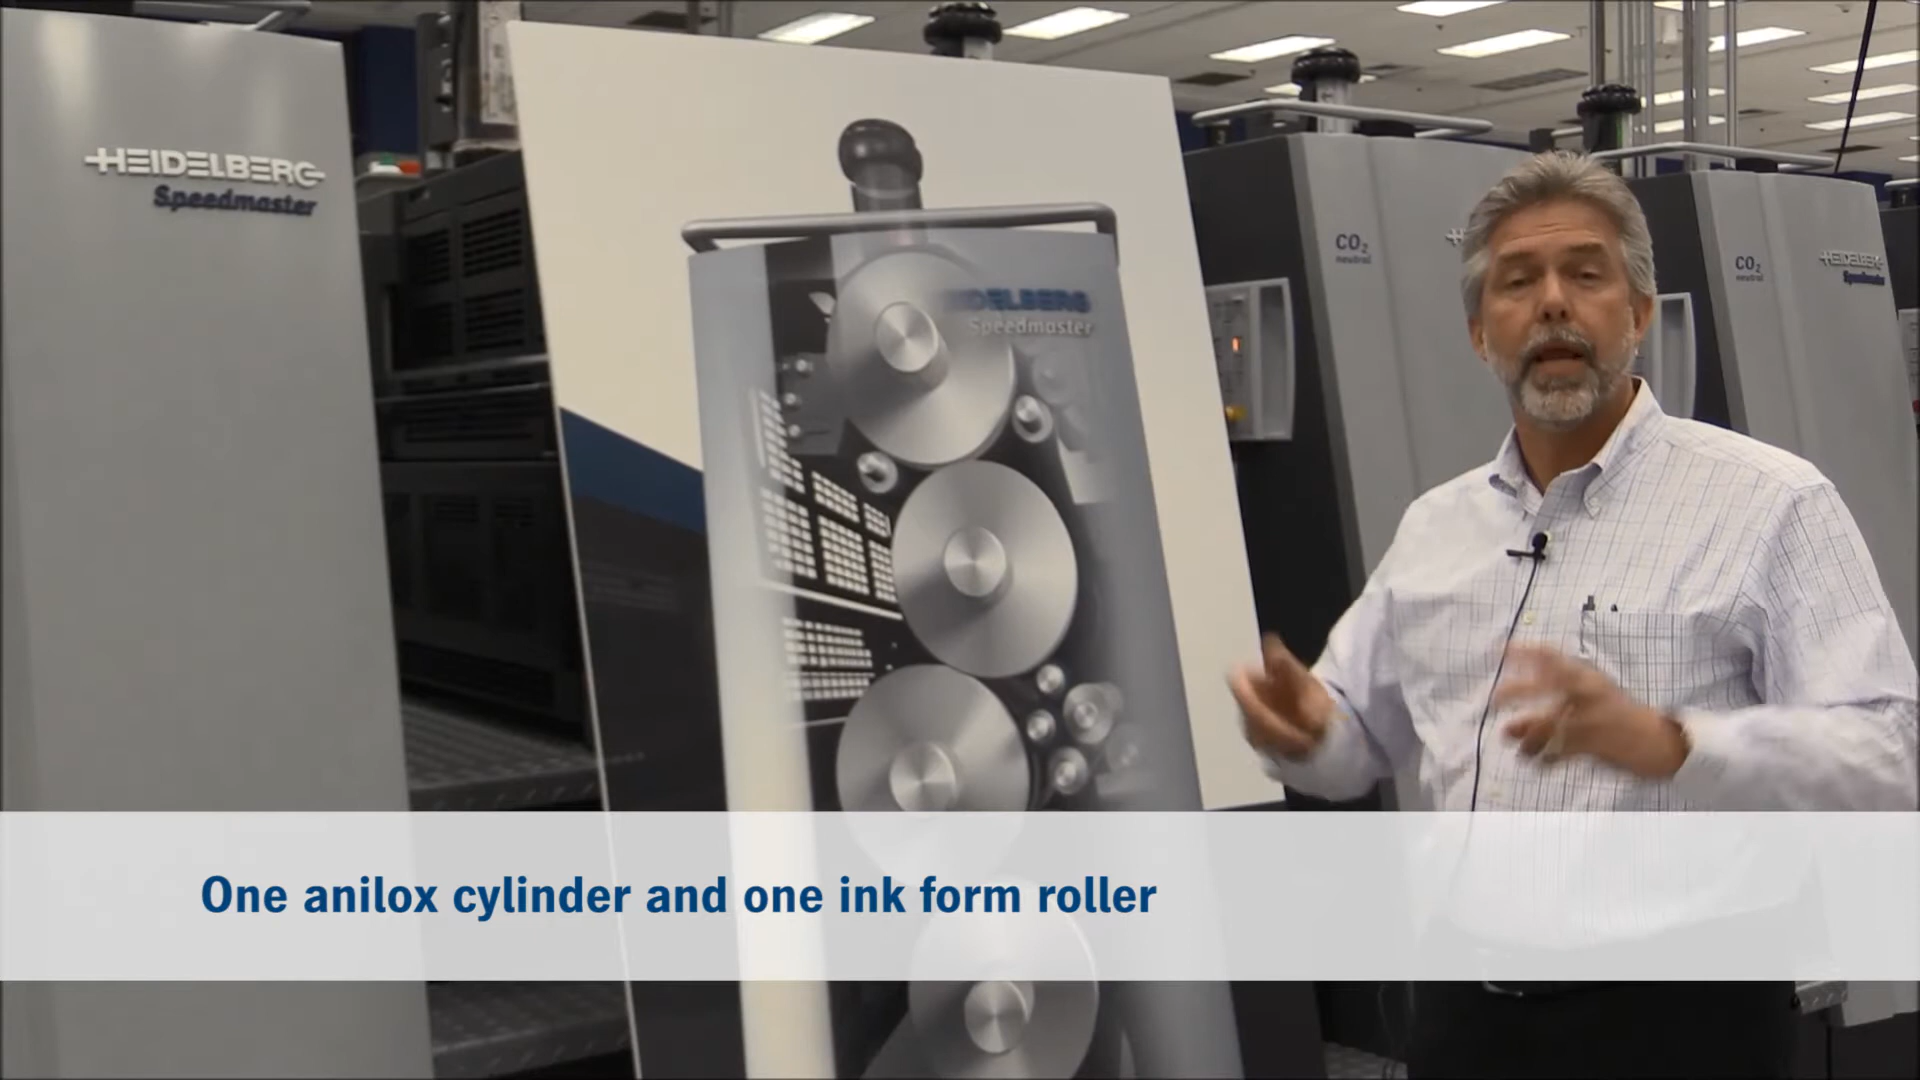 HEIDELBERG
Speedmaster
HEIDELBERG
Speedmaster
CO2
neutral
CO2
neutral
HEIDELBERG
Speedmaster
One anilox cylinder and one ink form roller